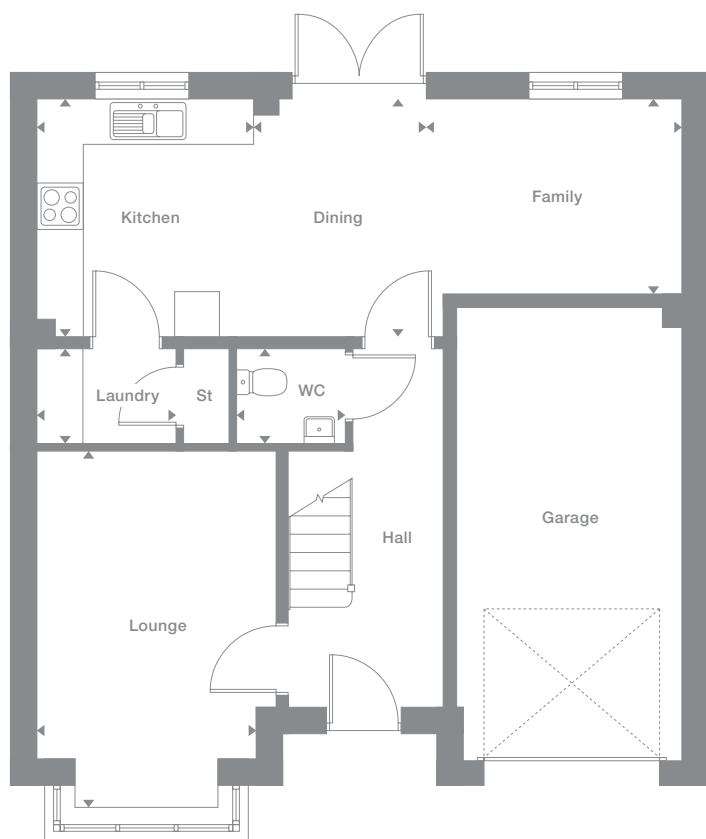 Family
Kitchen
Dining
Laundry
St
WC
Garage
Hall
Lounge